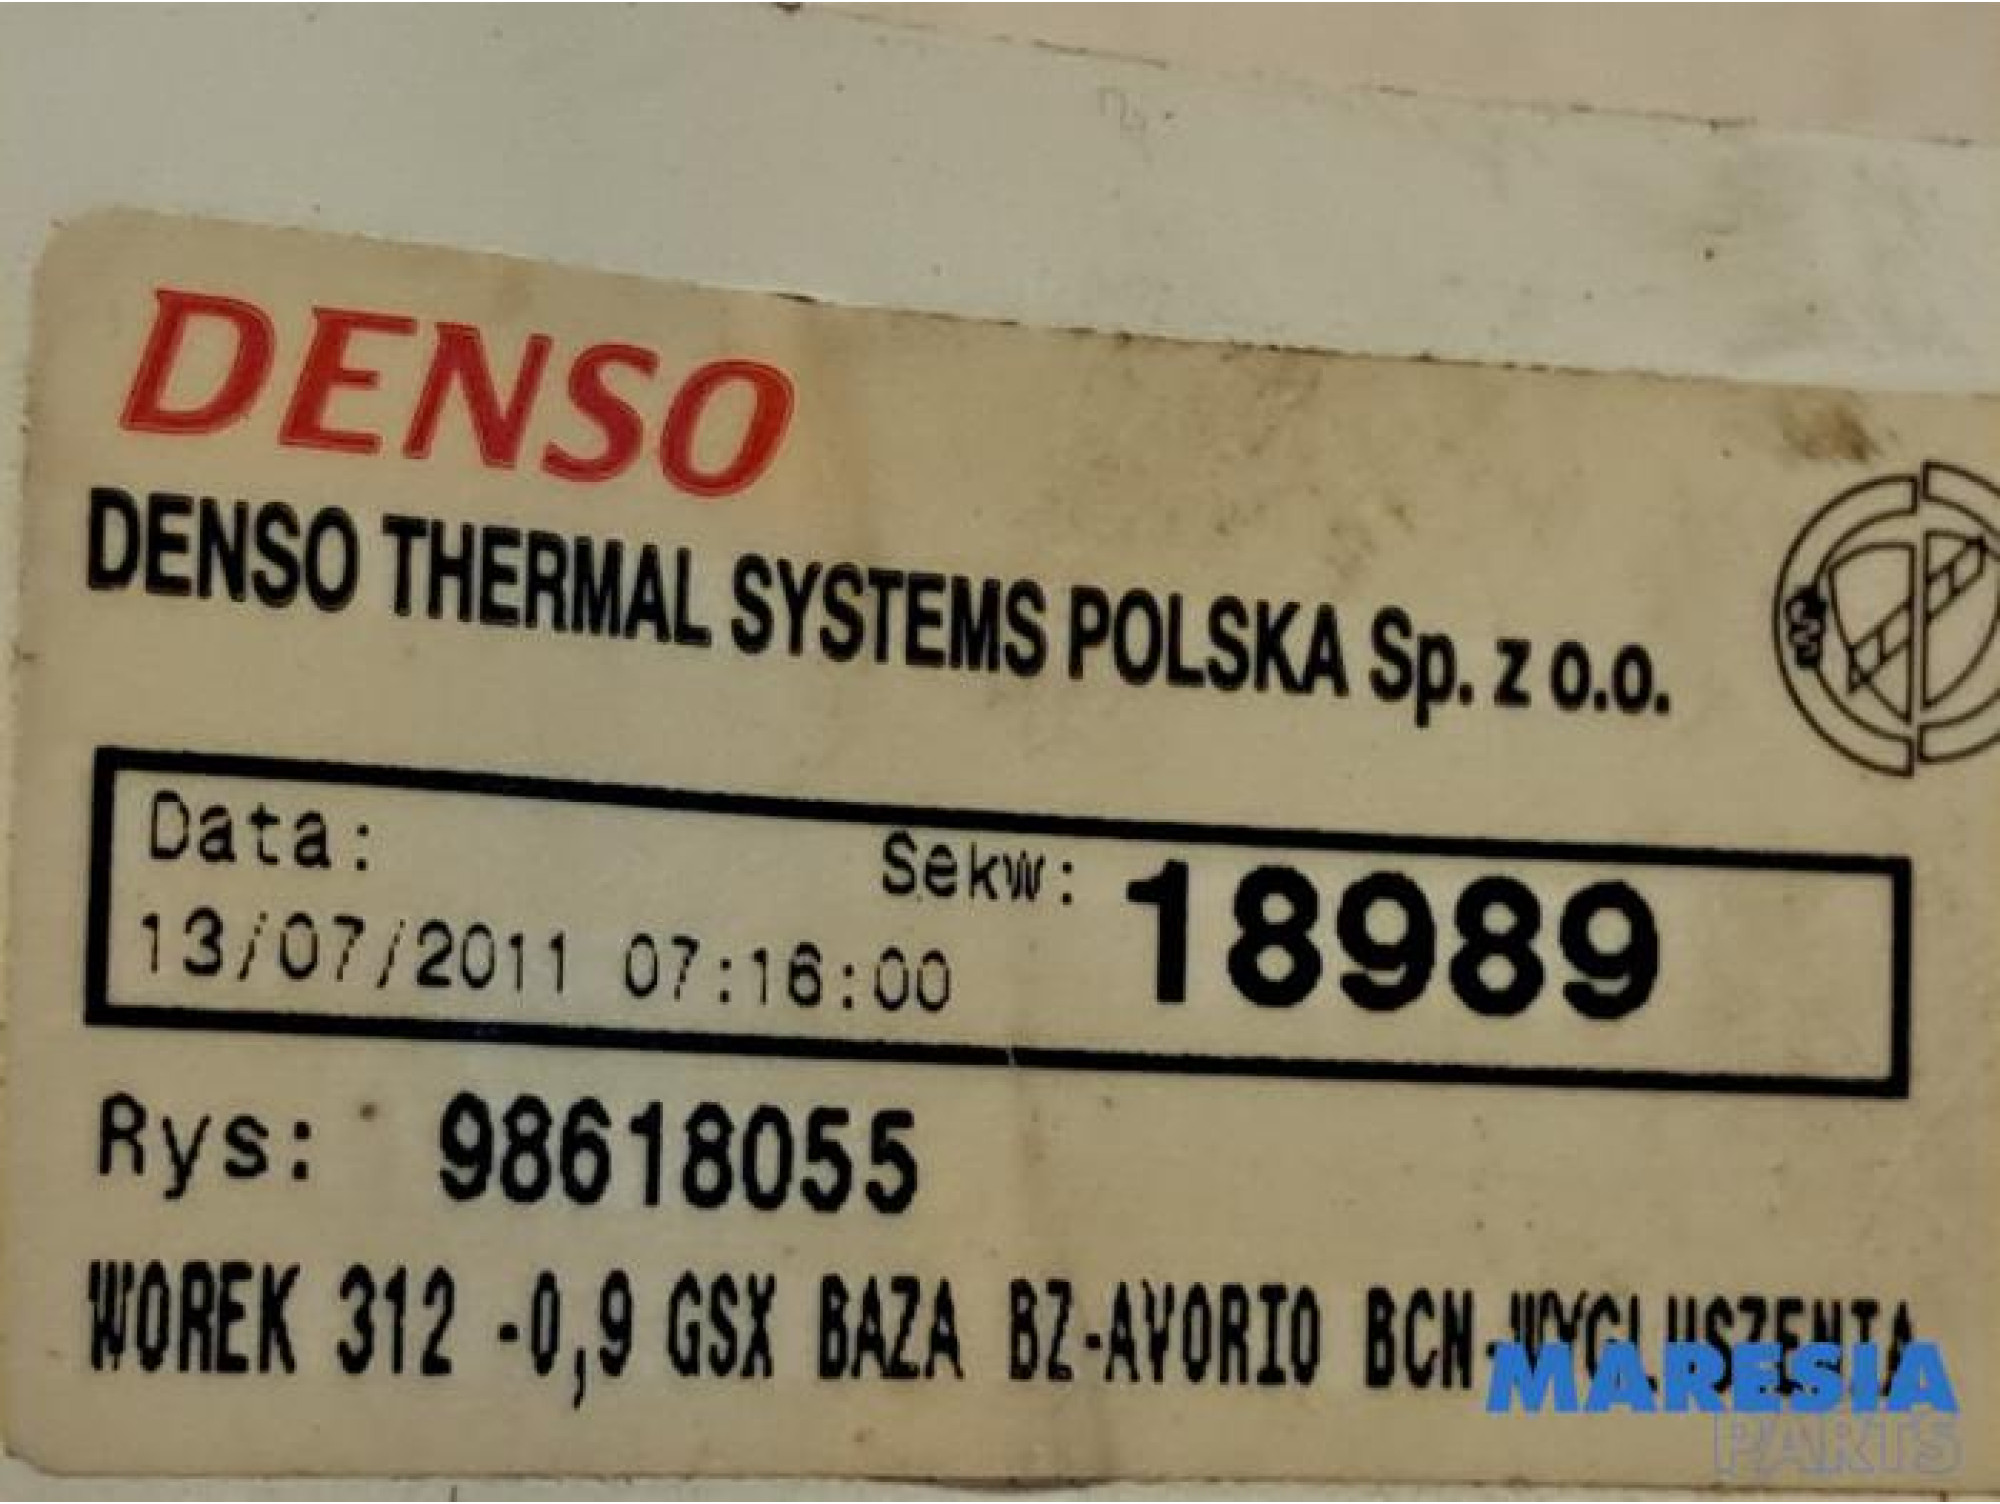 DENSO
DENSO THERMAL SYSTEMS POLSKA Sp. z o.o.
Data:
Sekw: 18989
13/07/2011 07:16:00
Rys: 98618055
WOREK 312 -0,9 GSX BAZA BZ-AVORIO BCN-WYGLUSZENIA
MARESIA
PARTS